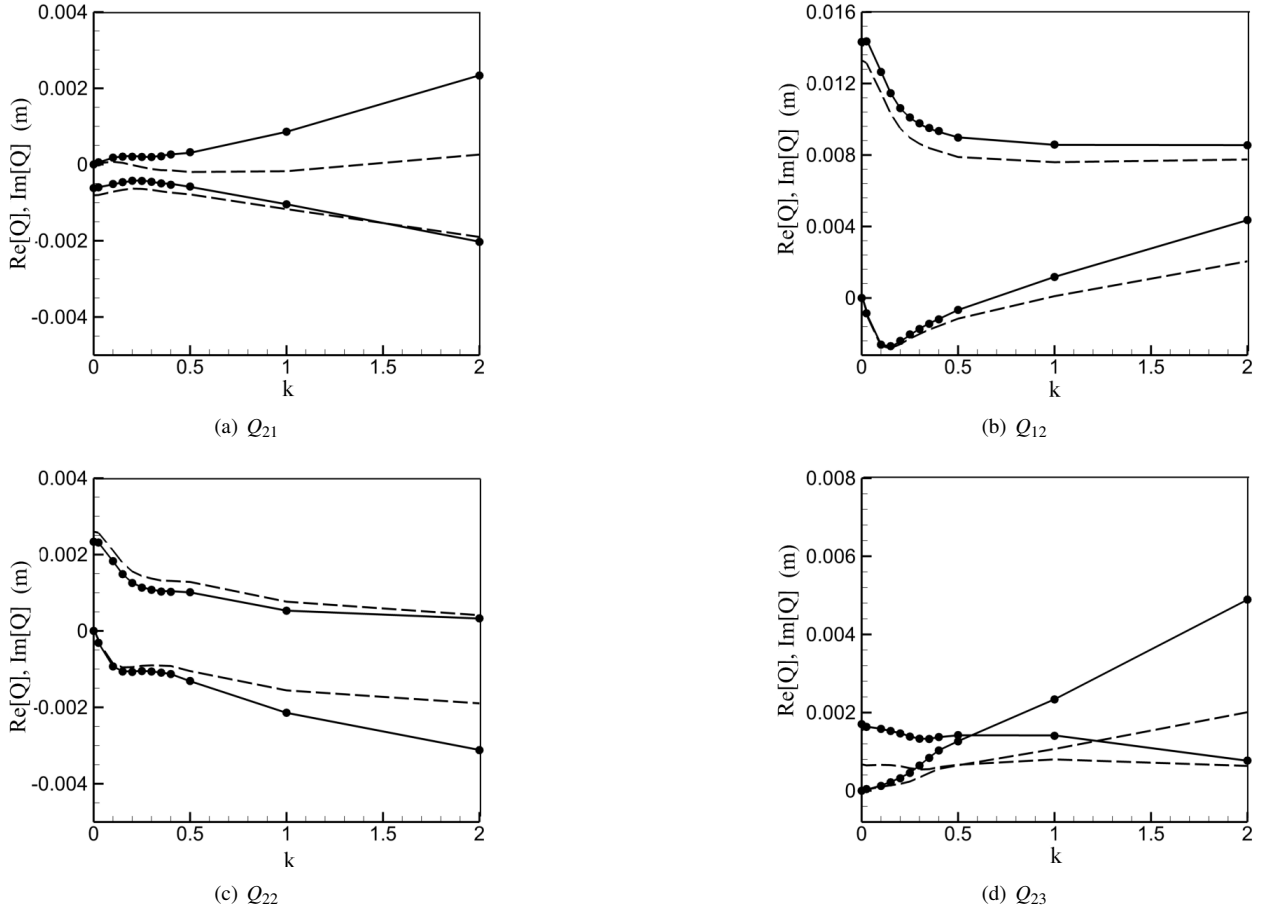 0.004
0.002
0
-0.002
-0.004
Re[Q], Im[Q] (m)
0 0.5 1 1.5 2
k
(a) Q21
0.016
0.012
0.008
0.004
0
Re[Q], Im[Q] (m)
0 0.5 1 1.5 2
k
(b) Q12
0.004
0.002
0
-0.002
-0.004
Re[Q], Im[Q] (m)
0 0.5 1 1.5 2
k
(c) Q22
0.008
0.006
0.004
0.002
0
Re[Q], Im[Q] (m)
0 0.5 1 1.5 2
k
(d) Q23